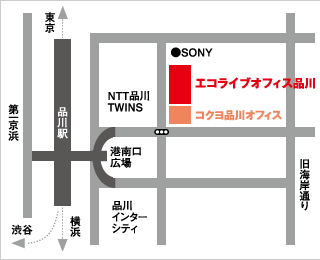 東京
●SONY
エコライブオフィス品川
NTT品川
TWINS
コクヨ品川オフィス
第一京浜
品川駅
港南口
広場
旧海岸通り
品川
インター
シティ
渋谷
横浜